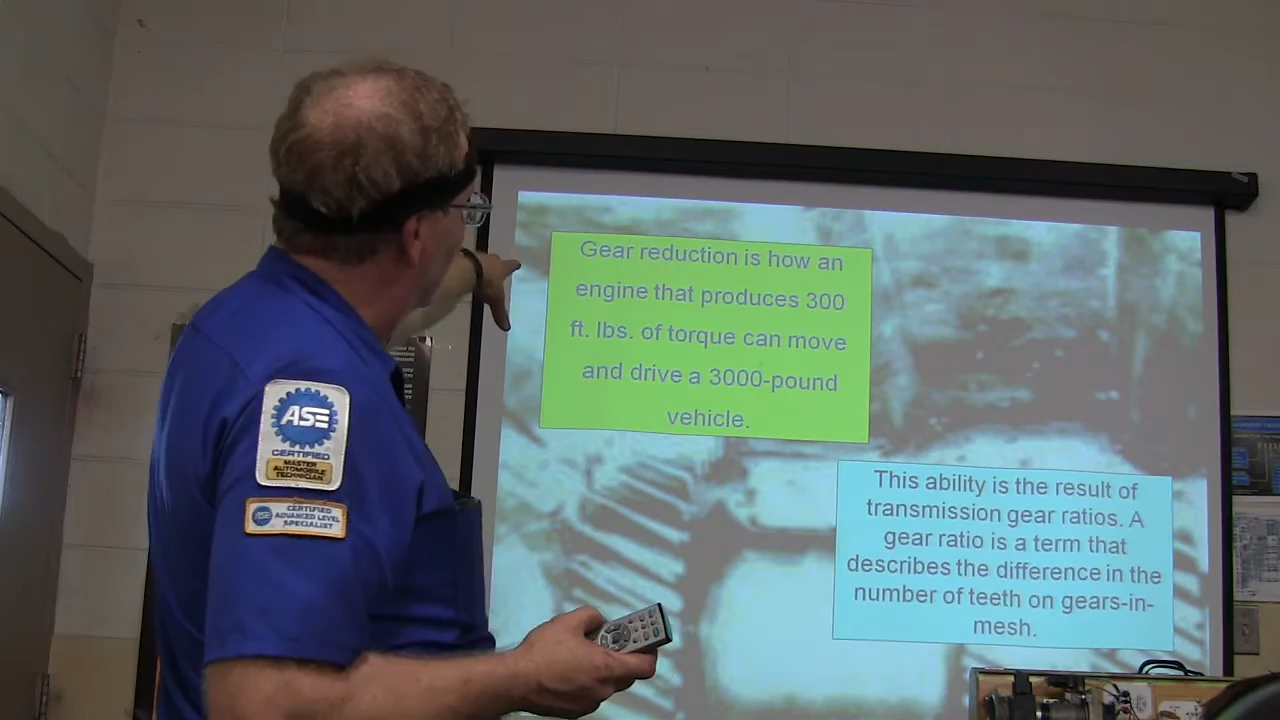 Gear reduction is how an
engine that produces 300
ft. lbs. of torque can move
and drive a 3000-pound
vehicle.
This ability is the result of
transmission gear ratios. A
gear ratio is a term that
describes the difference in the
number of teeth on gears-in-
mesh.
ASE
CERTIFIED
MASTER
AUTOMOBILE
TECHNICIAN
ASE
CERTIFIED
ADVANCED LEVEL
SPECIALIST